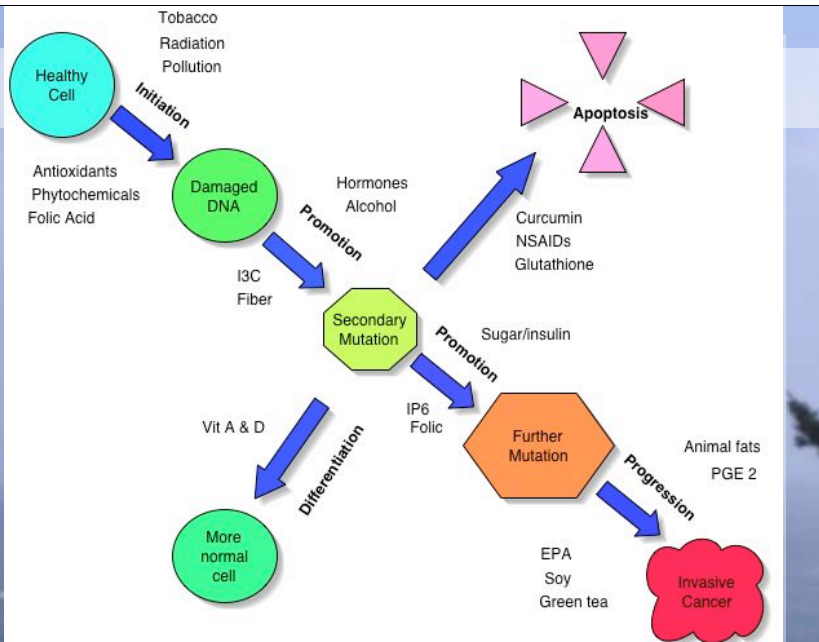 Tobacco
Radiation
Pollution
Healthy
Cell
Initiation
Apoptosis
Antioxidants
Phytochemicals
Folic Acid
Damaged
DNA
Hormones
Alcohol
Promotion
Curcumin
NSAIDs
Glutathione
I3C
Fiber
Secondary
Mutation
Promotion
Sugar/insulin
IP6
Folic
Vit A & D
Differentiation
Further
Mutation
Animal fats
PGE 2
Progression
More
normal
cell
EPA
Soy
Green tea
Invasive
Cancer